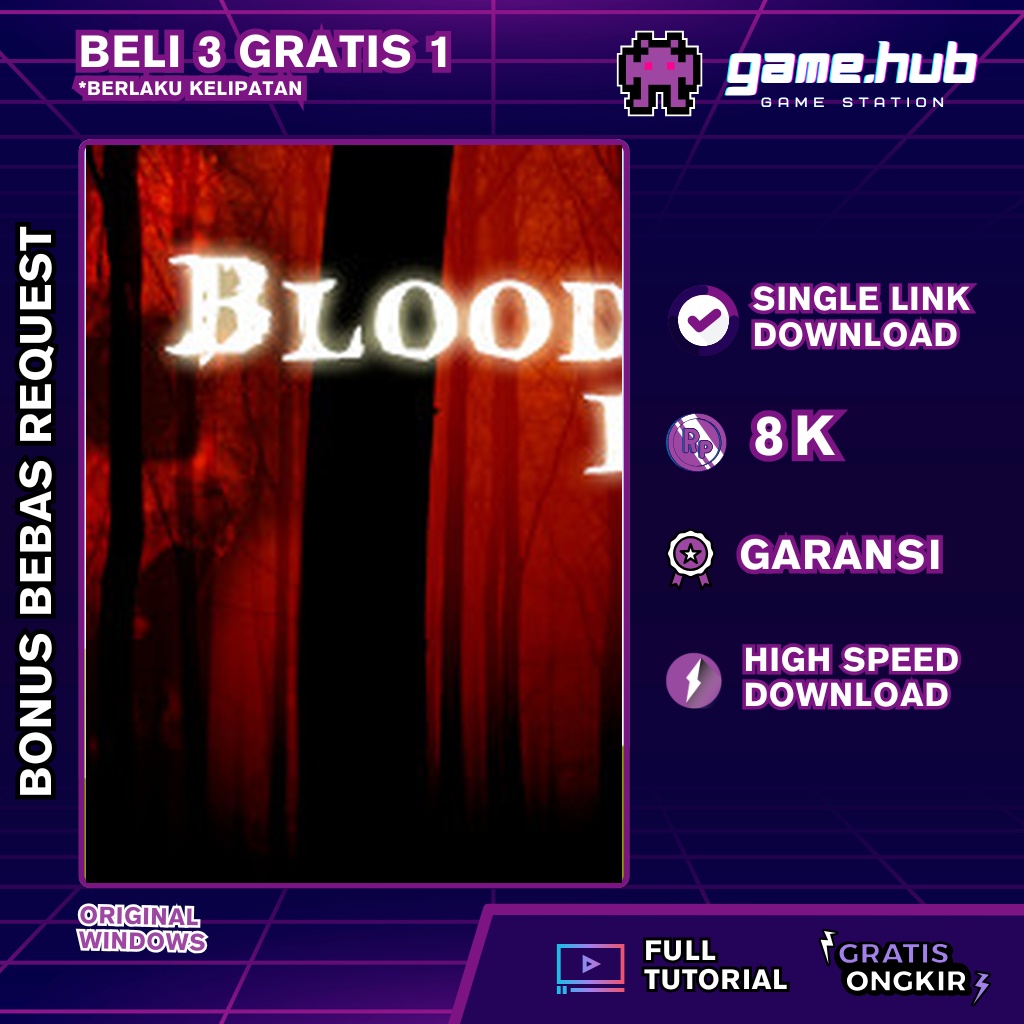 BELI 3 GRATIS 1
*BERLAKU KELIPATAN
game.hub
GAME STATION
BONUS BEBAS REQUEST
BLOOD
SINGLE LINK
DOWNLOAD
Rp
8K
GARANSI
HIGH SPEED
DOWNLOAD
ORIGINAL
WINDOWS
FULL
TUTORIAL
GRATIS
ONGKIR